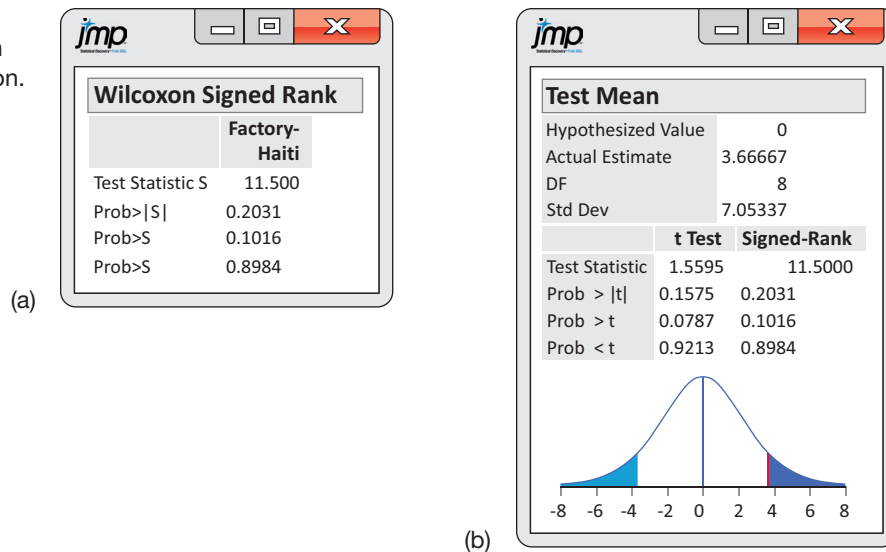 on.
jmp
Wilcoxon Signed Rank
Factory-
Haiti
Test Statistic S 11.500
Prob>|S| 0.2031
Prob>S 0.1016
Prob>S 0.8984
(a)
jmp
Test Mean
Hypothesized Value 0
Actual Estimate 3.66667
DF 8
Std Dev 7.05337
t Test Signed-Rank
Test Statistic 1.5595 11.5000
Prob > |t| 0.1575 0.2031
Prob > t 0.0787 0.1016
Prob < t 0.9213 0.8984
-8 -6 -4 -2 0 2 4 6 8
(b)